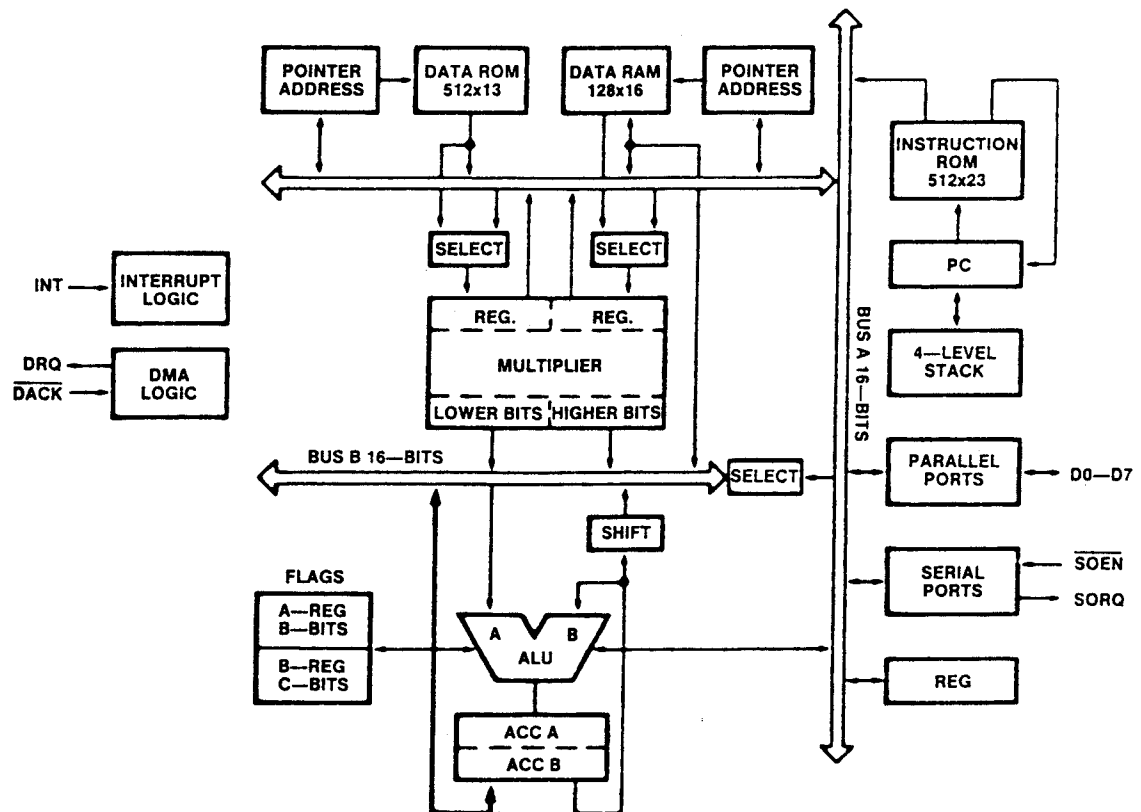 POINTER
ADDRESS
DATA ROM
512x13
DATA RAM
128x16
POINTER
ADDRESS
INSTRUCTION
ROM
512x23
SELECT
SELECT
PC
INT
INTERRUPT
LOGIC
REG.
REG.
MULTIPLIER
LOWER BITS
HIGHER BITS
BUS A 16—BITS
4—LEVEL
STACK
DRQ
DACK
DMA
LOGIC
BUS B 16—BITS
SELECT
PARALLEL
PORTS
D0—D7
SHIFT
FLAGS
A—REG
B—BITS
B—REG
C—BITS
A
B
ALU
SERIAL
PORTS
SOEN
SORQ
REG
ACC A
ACC B